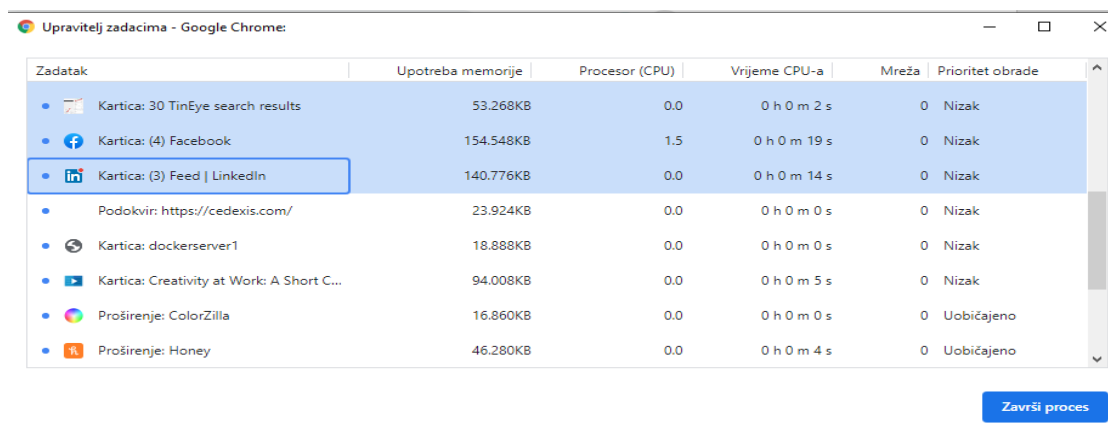 Upravitelj zadacima - Google Chrome:
Zadatak Upotreba memorije Procesor (CPU) Vrijeme CPU-a Mreža Prioritet obrade
Kartica: 30 TinEye search results 53.268KB 0.0 0 h 0 m 2 s 0 Nizak
Kartica: (4) Facebook 154.548KB 1.5 0 h 0 m 19 s 0 Nizak
Kartica: (3) Feed | LinkedIn 140.776KB 0.0 0 h 0 m 14 s 0 Nizak
Podokvir: https://cedexis.com/ 23.924KB 0.0 0 h 0 m 0 s 0 Nizak
Kartica: dockerserver1 18.888KB 0.0 0 h 0 m 0 s 0 Nizak
Kartica: Creativity at Work: A Short C... 94.008KB 0.0 0 h 0 m 5 s 0 Nizak
Proširenje: ColorZilla 16.860KB 0.0 0 h 0 m 0 s 0 Uobičajeno
Proširenje: Honey 46.280KB 0.0 0 h 0 m 4 s 0 Uobičajeno
Završi proces